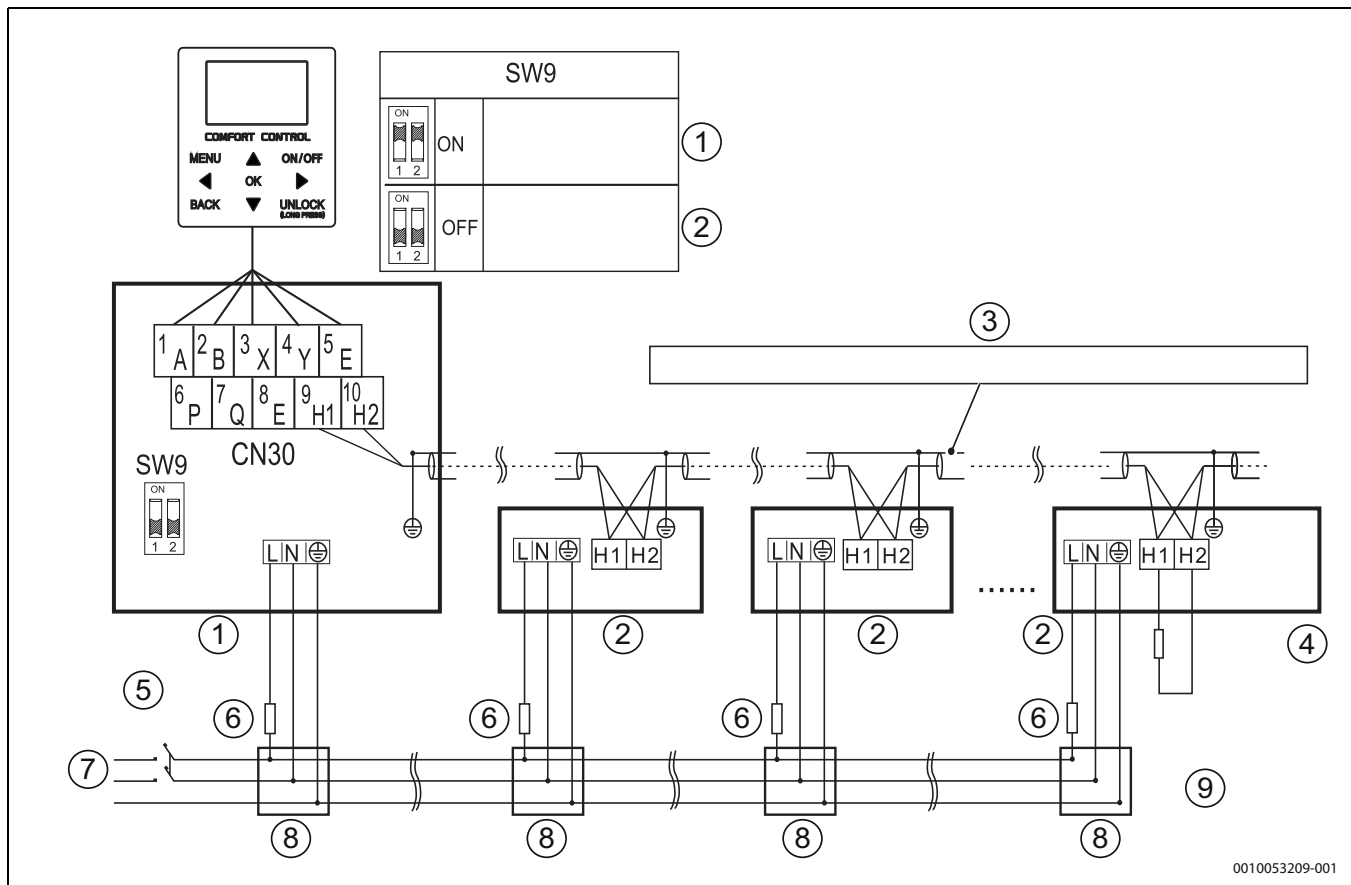 SW9
ON
1 2
ON
①
ON
1 2
OFF
②
COMFORT CONTROL
MENU ▲ ON/OFF
◀ OK ▶
BACK ▼ UNLOCK
(LONG PRESS)
③
1 A 2 B 3 X 4 Y 5 E
6 P 7 Q 8 E 9 H1 10 H2
CN30
SW9
ON
1 2
L N
L N
H1 H2
L N
H1 H2
......
L N
H1 H2
① ② ② ② ④
⑤
⑥ ⑥ ⑥ ⑥
⑦
⑨
⑧ ⑧ ⑧ ⑧
0010053209-001